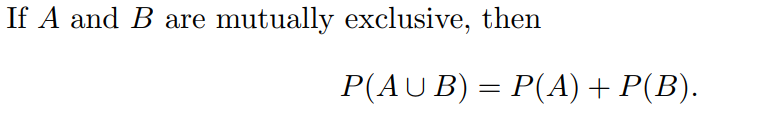 If A and B are mutually exclusive, then
P(A ∪ B) = P(A) + P(B).